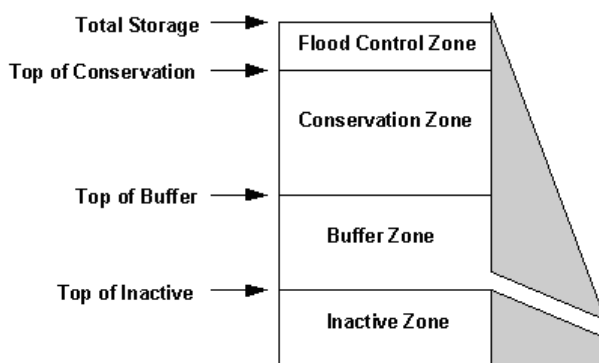 Total Storage
Flood Control Zone
Top of Conservation
Conservation Zone
Top of Buffer
Buffer Zone
Top of Inactive
Inactive Zone